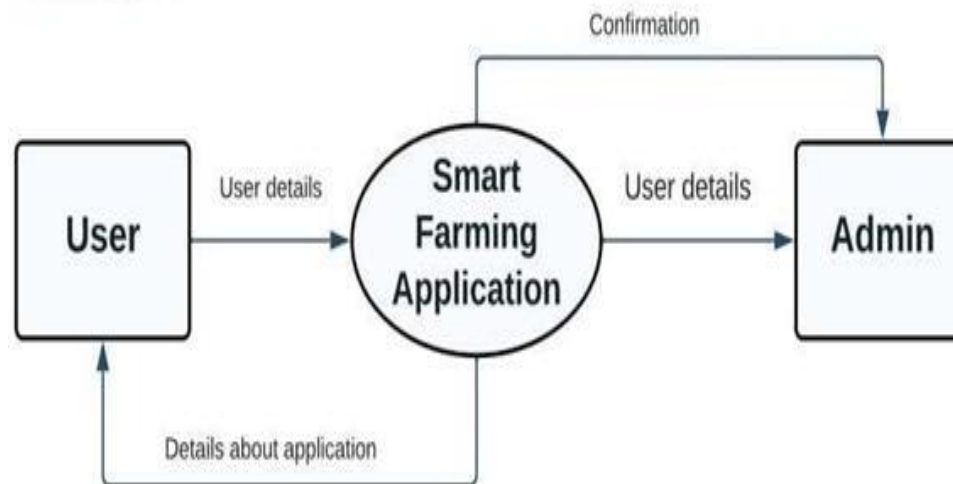 Confirmation
User
User details
Smart
Farming
Application
User details
Admin
Details about application